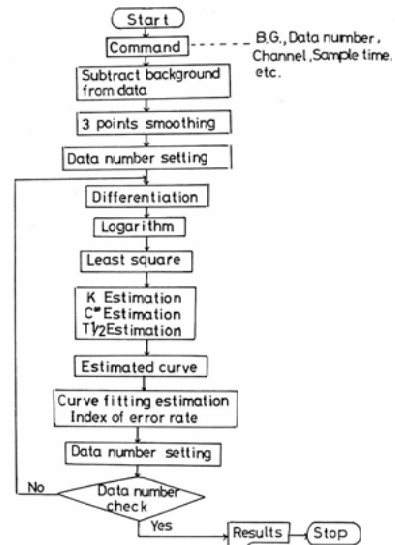 Start
Command
B.G., Data number,
Channel, Sample time.
etc.
Subtract background
from data
3 points smoothing
Data number setting
Differentiation
Logarithm
Least square
K Estimation
C* Estimation
T1/2 Estimation
Estimated curve
Curve fitting estimation
Index of error rate
Data number setting
Data number
check
No
Yes
Results
Stop